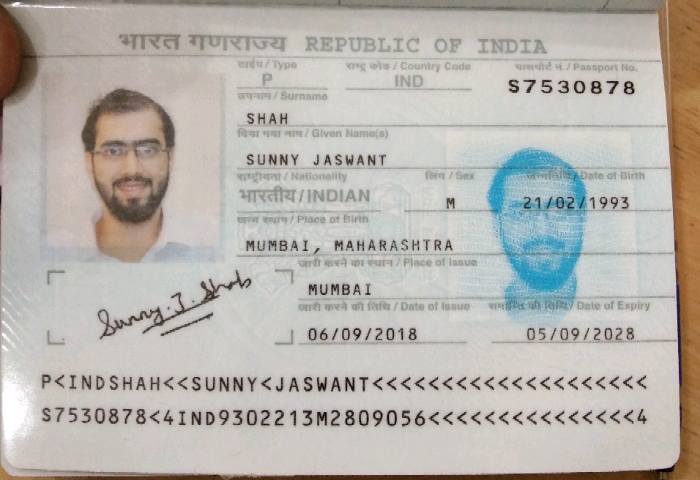 भारत गणराज्य REPUBLIC OF INDIA
टाईप / Type राष्ट्र कोड / Country Code पासपोर्ट नं. / Passport No.
P IND S7530878
उपनाम / Surname
SHAH
दिया गया नाम / Given Name(s)
SUNNY JASWANT
राष्ट्रीयता / Nationality लिंग / Sex जन्मतिथि / Date of Birth
भारतीय / INDIAN M 21/02/1993
जन्म स्थान / Place of Birth
MUMBAI, MAHARASHTRA
जारी करने का स्थान / Place of Issue
MUMBAI
जारी करने की तिथि / Date of Issue समाप्ति की तिथि / Date of Expiry
06/09/2018 05/09/2028
Sunny. J. Shah
P<INDSHAH<<SUNNY<JASWANT<<<<<<<<<<<<<<<<<<<<
S7530878<4IND9302213M2809056<<<<<<<<<<<<<<<4